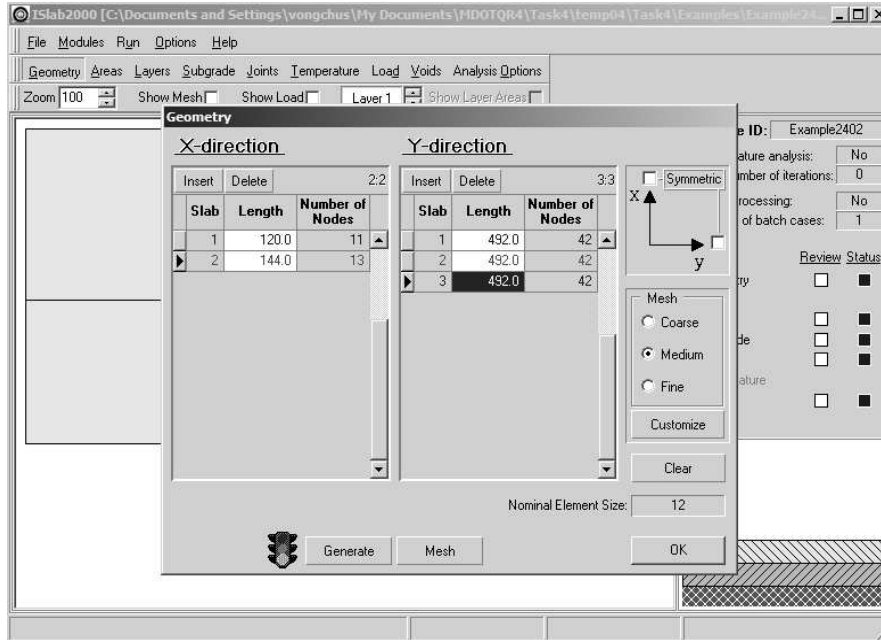 ISlab2000 [C:\Documents and Settings\vongchus\My Documents\MDOTQR4\Task4\temp04\Task4\Examples\Example24...
File Modules Run Options Help
Geometry Areas Layers Subgrade Joints Temperature Load Voids Analysis Options
Zoom 100 Show Mesh Show Load Layer 1 Show Layer Areas
Geometry
X-direction
Insert Delete 2:2
Slab Length Number of Nodes
1 120.0 11
2 144.0 13
Y-direction
Insert Delete 3:3
Slab Length Number of Nodes
1 492.0 42
2 492.0 42
3 492.0 42
Symmetric
X
y
Mesh
Coarse
Medium
Fine
Customize
Clear
Nominal Element Size: 12
Generate Mesh OK
e ID: Example2402
ature analysis: No
mber of iterations: 0
rocessing: No
of batch cases: 1
Review Status
ry
de
ature